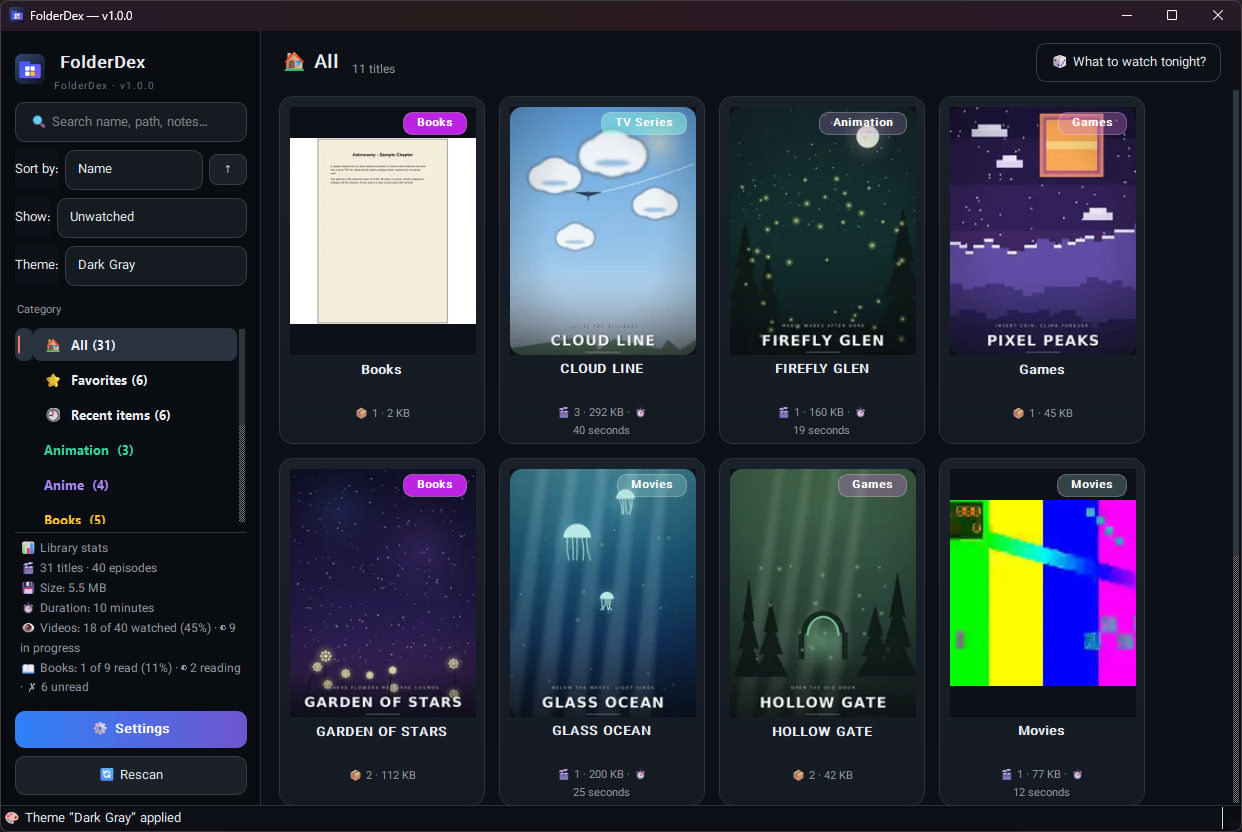 FolderDex — v1.0.0
FolderDex
FolderDex · v1.0.0
Search name, path, notes...
Sort by:
Name
↑
Show:
Unwatched
Theme:
Dark Gray
Category
All (31)
Favorites (6)
Recent items (6)
Animation (3)
Anime (4)
Books (5)
Library stats
31 titles · 40 episodes
Size: 5.5 MB
Duration: 10 minutes
Videos: 18 of 40 watched (45%) · 9
in progress
Books: 1 of 9 read (11%) · 2 reading
· ✗ 6 unread
Settings
Rescan
All
11 titles
What to watch tonight?
Books
Astronomy - Sample Chapter
Books
1 · 2 KB
TV Series
CLOUD LINE
CLOUD LINE
3 · 292 KB ·
40 seconds
Animation
MAGIC WAKES AFTER DARK
FIREFLY GLEN
FIREFLY GLEN
1 · 160 KB ·
19 seconds
Games
INSERT COIN. CLIMB FOREVER.
PIXEL PEAKS
Games
1 · 45 KB
Books
WHERE FLOWERS MEET THE COSMOS
GARDEN OF STARS
GARDEN OF STARS
2 · 112 KB
Movies
BELOW THE WAVES, LIGHT SINGS
GLASS OCEAN
GLASS OCEAN
1 · 200 KB ·
25 seconds
Games
OPEN THE OLD DOOR
HOLLOW GATE
HOLLOW GATE
2 · 42 KB
Movies
Movies
1 · 77 KB ·
12 seconds
Theme “Dark Gray” applied